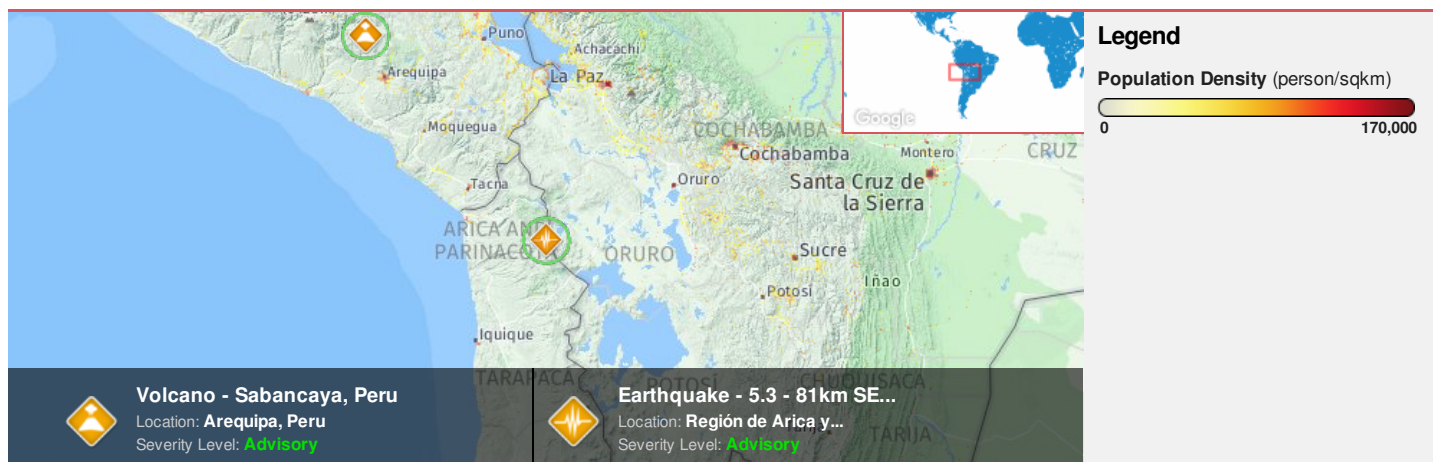 Puno
Achacachi
Arequipa
La Paz
Google
Moquegua
COCHABAMBA
Cochabamba
Montero
CRUZ
Tacna
Oruro
Santa Cruz de
la Sierra
ARICA AND
PARINACOTA
ORURO
Sucre
Iñao
Potosí
Iquique
TARAPACÁ
POTOSÍ
CHUQUISACA
TARIJA
Volcano - Sabancaya, Peru
Location: Arequipa, Peru
Severity Level: Advisory
Earthquake - 5.3 - 81km SE...
Location: Región de Arica y...
Severity Level: Advisory
Legend
Population Density (person/sqkm)
0
170,000